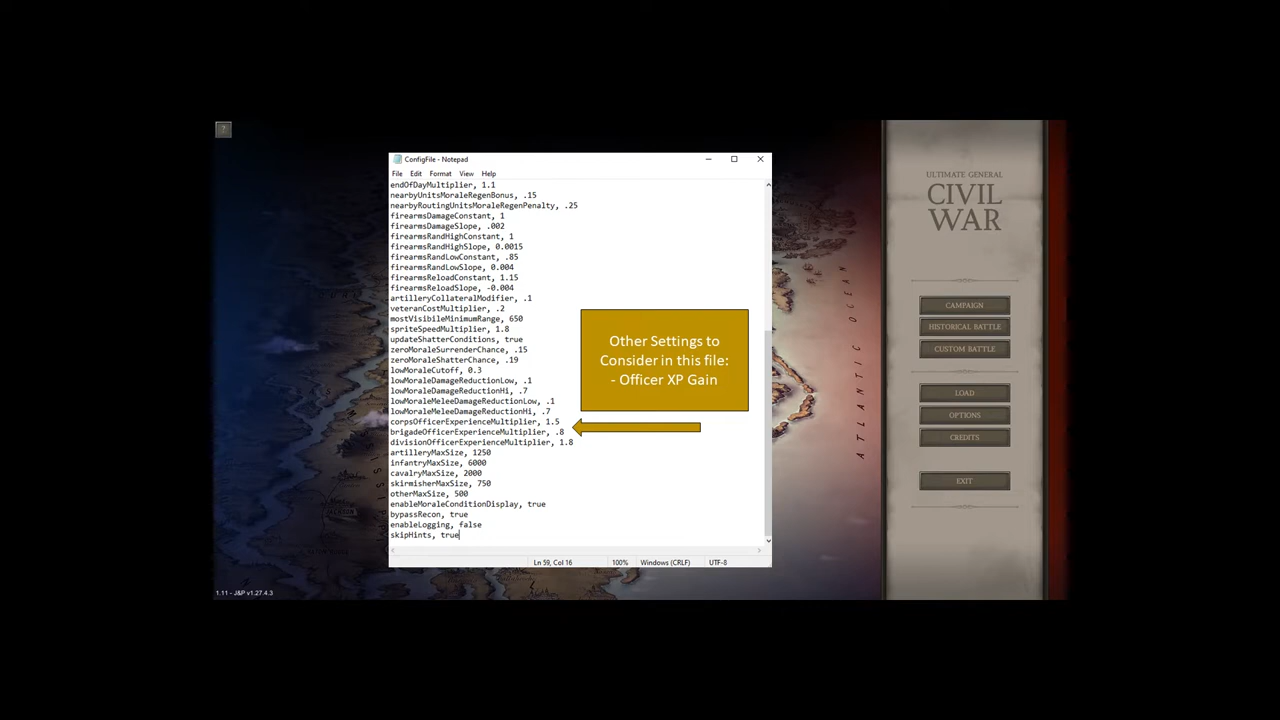 ?
ConfigFile - Notepad
File Edit Format View Help
endOfDayMultiplier, 1.1
nearbyUnitsMoraleRegenBonus, .15
nearbyRoutingUnitsMoraleRegenPenalty, .25
firearmsDamageConstant, 1
firearmsDamageSlope, .002
firearmsRandHighConstant, 1
firearmsRandHighSlope, 0.0015
firearmsRandLowConstant, .85
firearmsRandLowSlope, 0.004
firearmsReloadConstant, 1.15
firearmsReloadSlope, -0.004
artilleryCollateralModifier, .1
veteranCostMultiplier, .2
mostVisibileMinimumRange, 650
spriteSpeedMultiplier, 1.8
updateShatterConditions, true
zeroMoraleSurrenderChance, .15
zeroMoraleShatterChance, .19
lowMoraleCutoff, 0.3
lowMoraleDamageReductionLow, .1
lowMoraleDamageReductionHi, .7
lowMoraleMeleeDamageReductionLow, .1
lowMoraleMeleeDamageReductionHi, .7
corpsOfficerExperienceMultiplier, 1.5
brigadeOfficerExperienceMultiplier, .8
divisionOfficerExperienceMultiplier, 1.8
artilleryMaxSize, 1250
infantryMaxSize, 6000
cavalryMaxSize, 2000
skirmisherMaxSize, 750
otherMaxSize, 500
enableMoraleConditionDisplay, true
bypassRecon, true
enableLogging, false
skipHints, true
Ln 59, Col 16 100% Windows (CRLF) UTF-8
Other Settings to
Consider in this file:
- Officer XP Gain
ATLANTIC OCEAN
JACKSON
ULTIMATE GENERAL
CIVIL
WAR
CAMPAIGN
HISTORICAL BATTLE
CUSTOM BATTLE
LOAD
OPTIONS
CREDITS
EXIT
1.11 - J&P v1.27.4.3